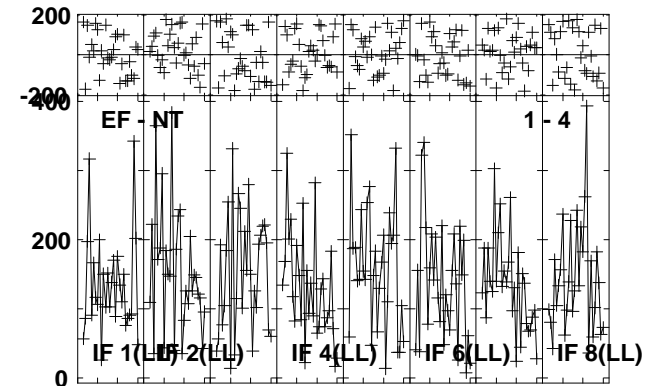 200
-200
400
EF - NT 1 - 4
200
IF 1(LL) IF 2(LL) IF 4(LL) IF 6(LL) IF 8(LL)
0